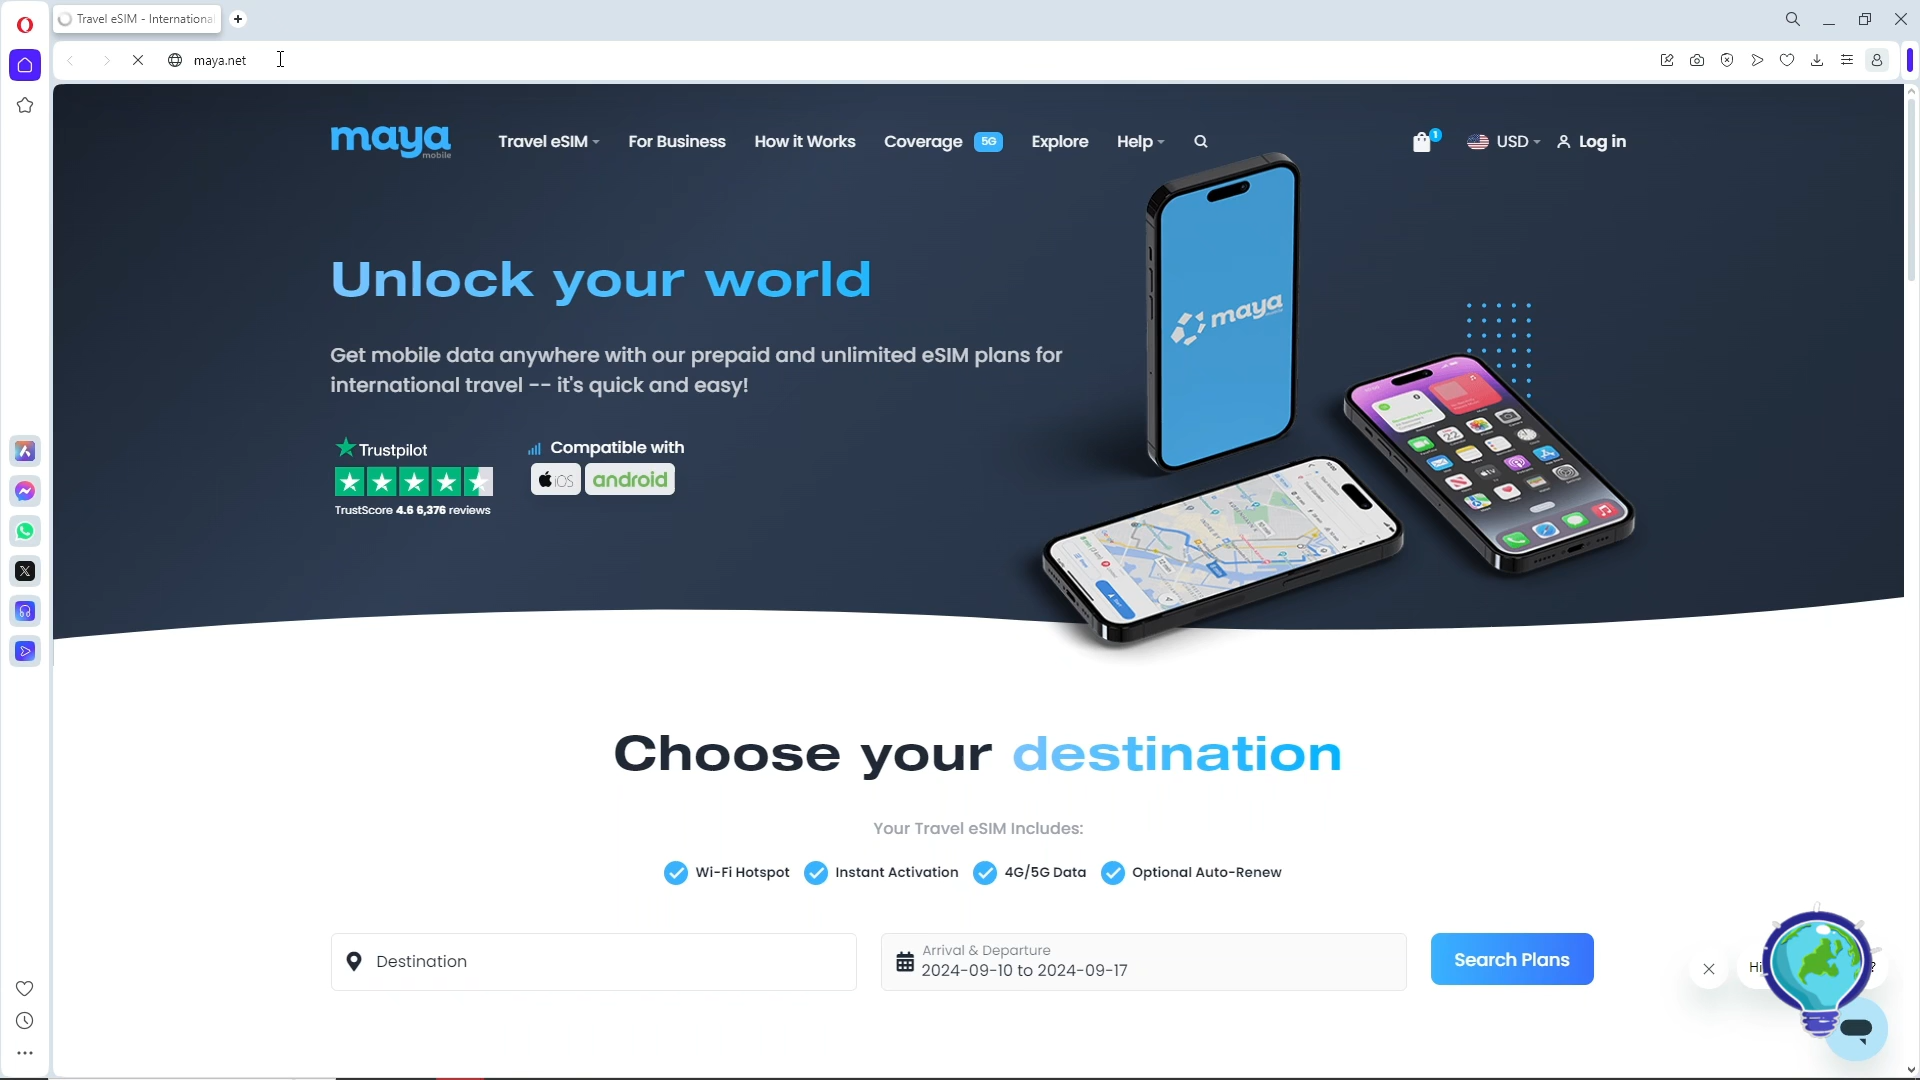 Travel eSIM - Internationa
maya.net
maya
mobile
Travel eSIM
For Business
How it Works
Coverage
5G
Explore
Help
1
USD
Log in
Unlock your world
Get mobile data anywhere with our prepaid and unlimited eSIM plans for
international travel -- it's quick and easy!
Trustpilot
Compatible with
iOS
android
TrustScore 4.6 6,376 reviews
maya
Choose your destination
Your Travel eSIM Includes:
Wi-Fi Hotspot
Instant Activation
4G/5G Data
Optional Auto-Renew
Destination
Arrival & Departure
2024-09-10 to 2024-09-17
Search Plans
Hi
?